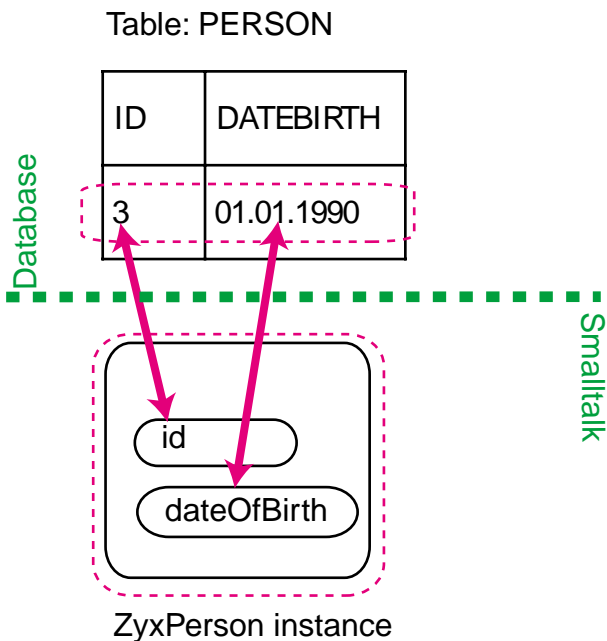 Table: PERSON
ID DATEBIRTH
3 01.01.1990
Database
Smalltalk
id
dateOfBirth
ZyxPerson instance